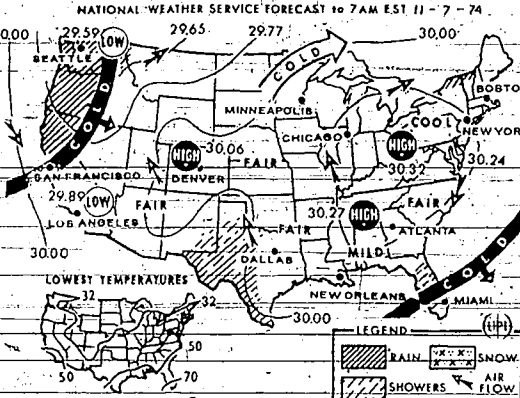 NATIONAL WEATHER SERVICE FORECAST to 7AM EST 11-7-74
30.00
29.59
LOW
29.65
29.77
30.00
SEATTLE
COLD
BOSTO
MINNEAPOLIS
COLD
CHICAGO
COOL
NEW YORK
HIGH
30.06
FAIR
HIGH
30.24
DENVER
30.32
SAN FRANCISCO
29.89
LOW
FAIR
30.27
HIGH
FAIR
LOS ANGELES
FAIR
ATLANTA
30.00
DALLAS
MILD
COLD
LOWEST TEMPERATURES
NEW ORLEANS
MIAMI
32
32
30.00
50
50
70
LEGEND
UPI
RAIN
SNOW
SHOWERS
AIR FLOW